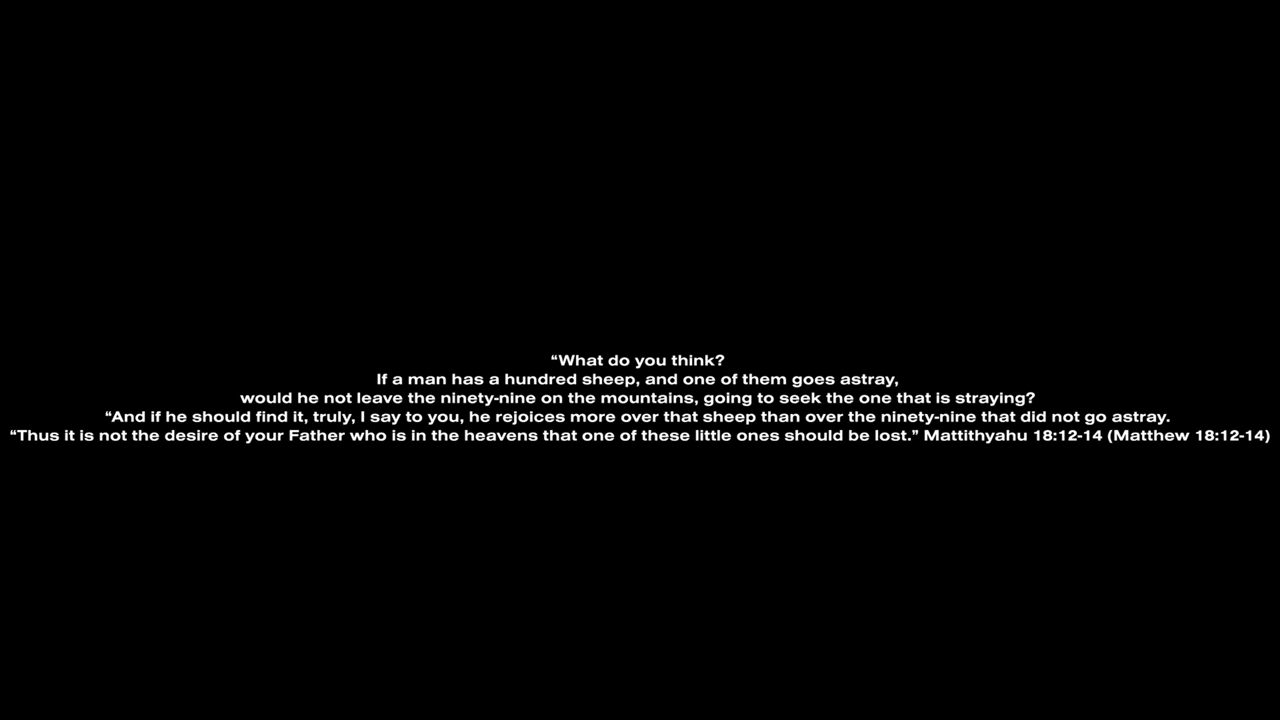 “What do you think?
If a man has a hundred sheep, and one of them goes astray,
would he not leave the ninety-nine on the mountains, going to seek the one that is straying?
“And if he should find it, truly, I say to you, he rejoices more over that sheep than over the ninety-nine that did not go astray.
“Thus it is not the desire of your Father who is in the heavens that one of these little ones should be lost.” Mattithyahu 18:12-14 (Matthew 18:12-14)